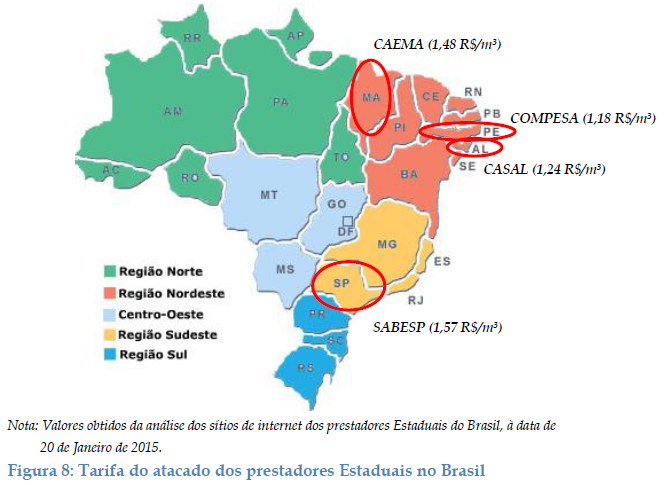 CAEMA (1,48 R$/m³)
RR
AP
AM
PA
MA
CE
RN
PB
COMPESA (1,18 R$/m³)
PI
PE
AL
CASAL (1,24 R$/m³)
SE
AC
RO
TO
BA
MT
GO
DF
MG
ES
MS
SP
RJ
SABESP (1,57 R$/m³)
PR
SC
RS
Região Norte
Região Nordeste
Centro-Oeste
Região Sudeste
Região Sul
Nota: Valores obtidos da análise dos sítios de internet dos prestadores Estaduais do Brasil, à data de
20 de Janeiro de 2015.
Figura 8: Tarifa do atacado dos prestadores Estaduais no Brasil